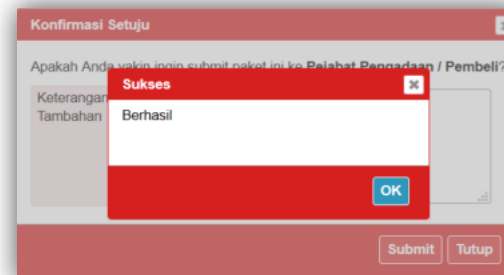 Konfirmasi Setuju
Apakah Anda yakin ingin submit paket ini ke Pejabat Pengadaan / Pembeli?
Sukses
Keterangan
Tambahan
Berhasil
OK
Submit Tutup